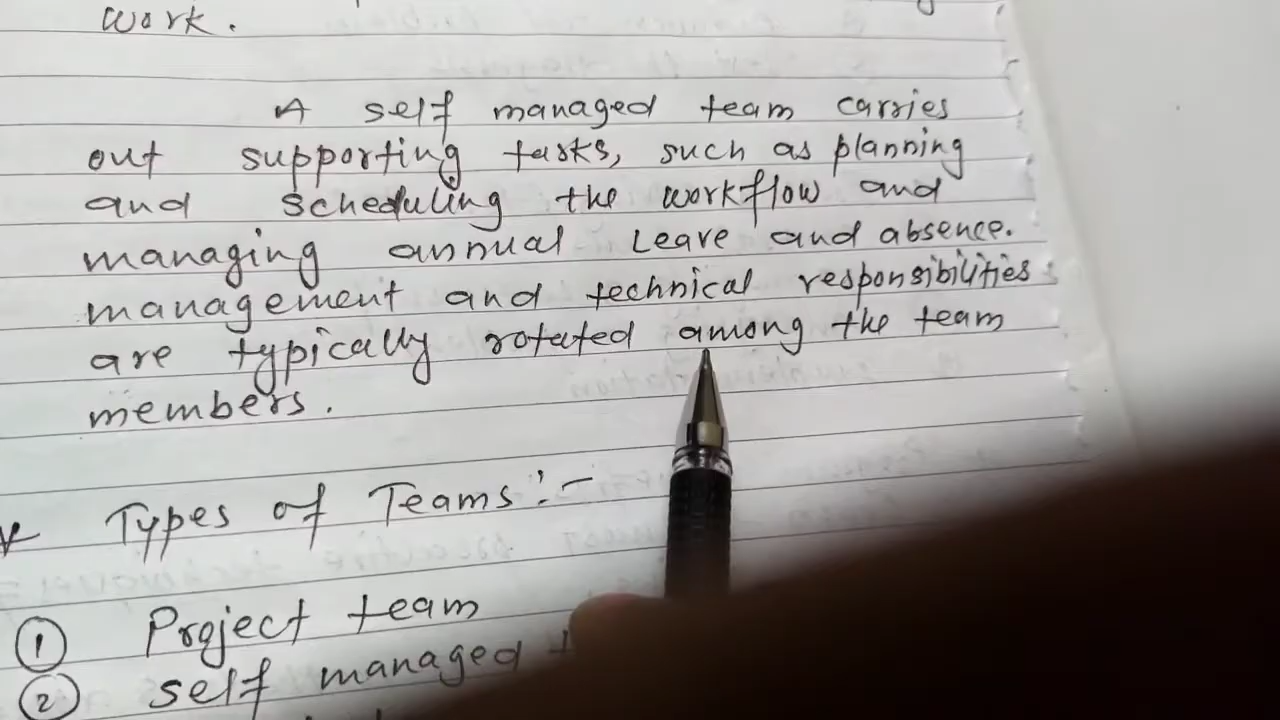 work.
A self managed team carries
out supporting tasks, such as planning
and scheduling the workflow and
managing annual Leave and absence.
management and technical responsibilities
are typically rotated among the team
members.
Types of Teams:-
① Project team
② self managed